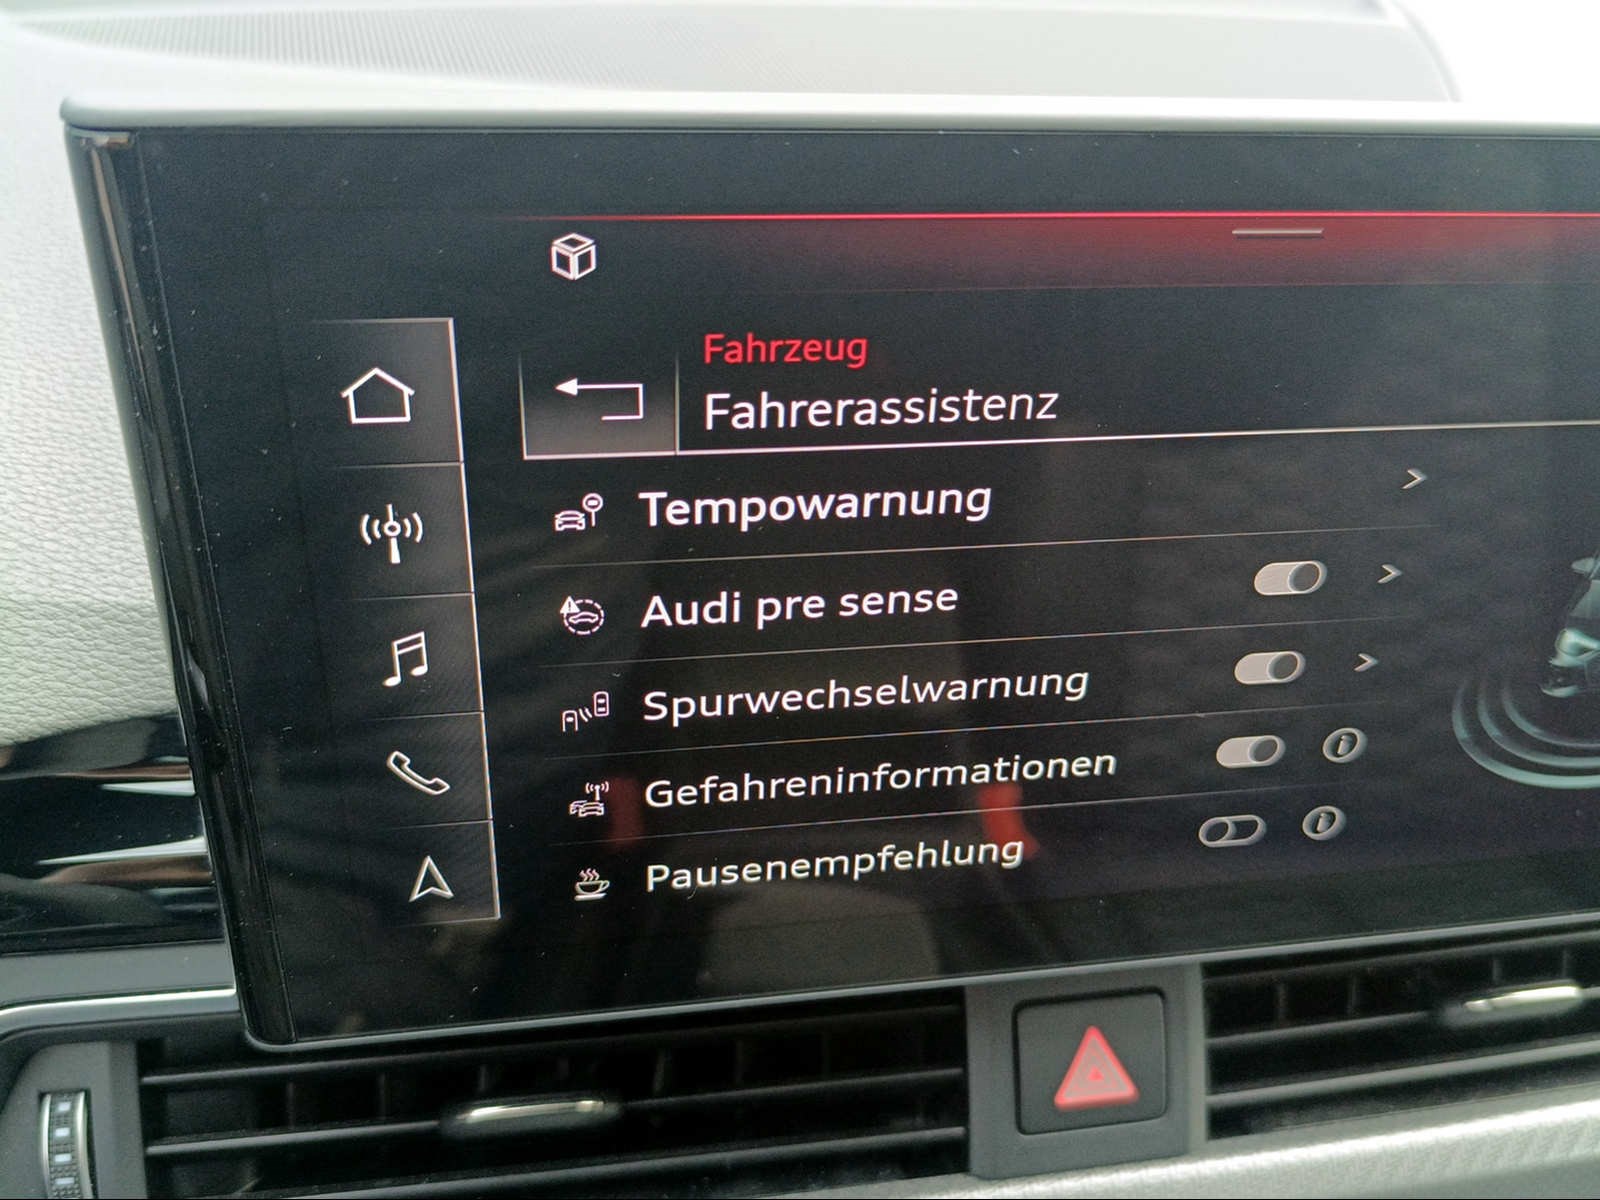 Fahrzeug
Fahrerassistenz
Tempowarnung
Audi pre sense
Spurwechselwarnung
Gefahreninformationen
Pausenempfehlung